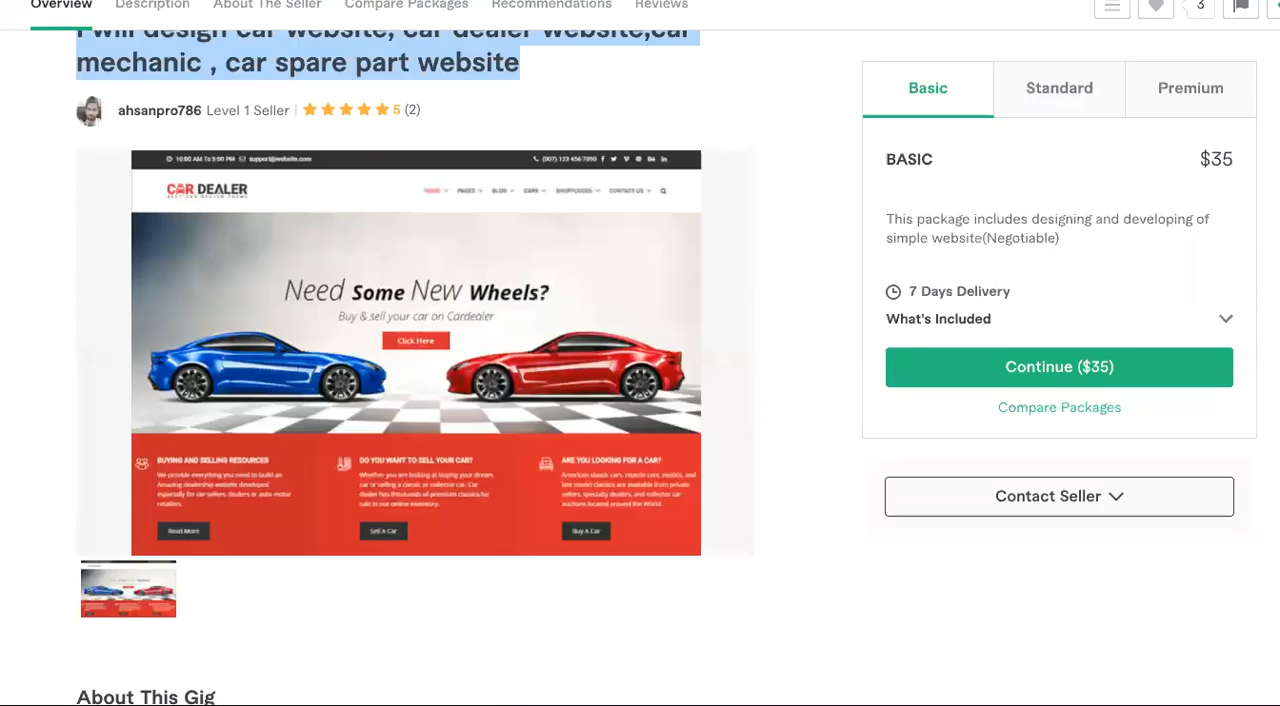 Overview Description About The Seller Compare Packages Recommendations Reviews
3
I will design car website, car dealer website,car
mechanic , car spare part website
ahsanpro786 Level 1 Seller 5 (2)
10:00 AM To 5:00 PM support@website.com (007) 123 456 7890
CAR DEALER
BEST CAR DEALER THEME
HOME PAGES BLOG CARS SHORTCODES CONTACT US
Need Some New Wheels?
Buy & sell your car on Cardealer
Click Here
BUYING AND SELLING RESOURCES
We provide everything you need to build an
Amazing dealership website developed
especially for car sellers, dealers or auto-motor
retailers.
Read More
DO YOU WANT TO SELL YOUR CAR?
Whether you are looking at buying your dream
car or selling a classic or collector car. Car
dealer has thousands of premium classics for
sale in our online inventory.
Sell A Car
ARE YOU LOOKING FOR A CAR?
American classic cars, muscle cars, exotics, and
late model classics are available from private
sellers, specialty dealers, and collector car
auctions located around the World.
Buy A Car
About This Gig
Basic Standard Premium
BASIC $35
This package includes designing and developing of
simple website(Negotiable)
7 Days Delivery
What's Included
Continue ($35)
Compare Packages
Contact Seller